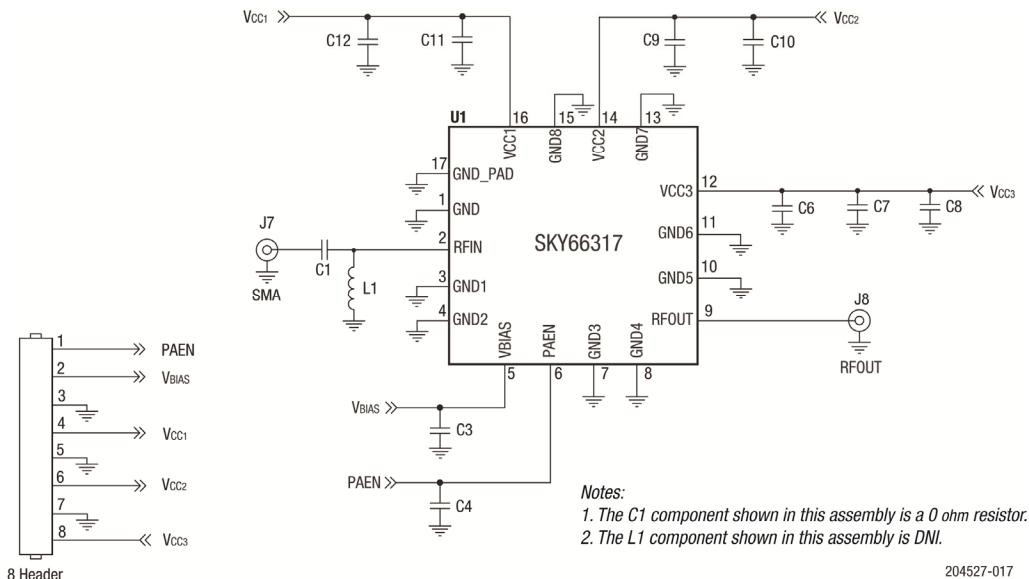 VCC1
C12
C11
C9
C10
VCC2
U1
16
15
14
13
VCC1
GND8
VCC2
GND7
17
GND_PAD
1
GND
2
RFIN
3
GND1
4
GND2
SKY66317
VCC3
12
GND6
11
GND5
10
RFOUT
9
VCC3
C6
C7
C8
J7
SMA
C1
L1
J8
RFOUT
VBIAS
PAEN
GND3
GND4
5
6
7
8
VBIAS
C3
PAEN
C4
1
PAEN
2
VBIAS
3
4
VCC1
5
6
VCC2
7
8
VCC3
8 Header
Notes:
1. The C1 component shown in this assembly is a 0 ohm resistor.
2. The L1 component shown in this assembly is DNI.
204527-017